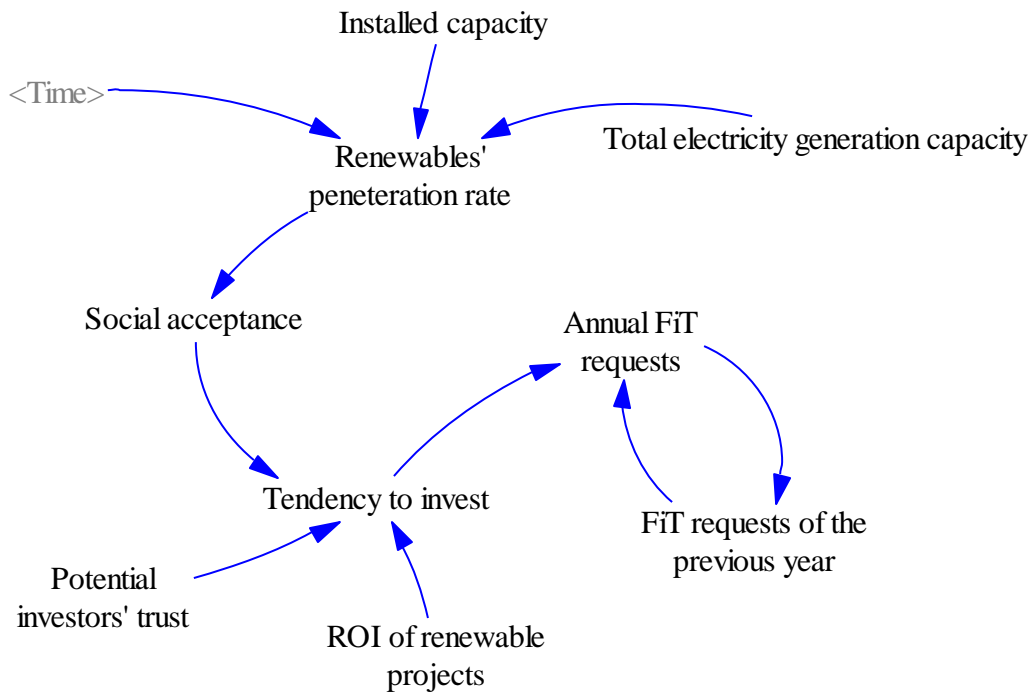 Installed capacity
<Time>
Total electricity generation capacity
Renewables'
peneteration rate
Social acceptance
Annual FiT
requests
Tendency to invest
FiT requests of the
previous year
Potential
investors' trust
ROI of renewable
projects